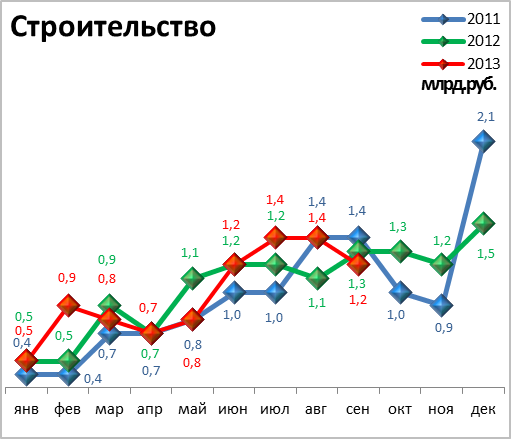 Строительство
2011
2012
2013
млрд.руб.
2,1
1,4 1,4 1,4
1,2 1,2 1,4 1,3 1,2 1,5
0,9 1,1 1,2
0,9 0,8 1,1 1,3
0,5 0,7 1,2
0,5 0,5 1,0 1,0 1,0 0,9
0,4 0,7 0,7 0,8
0,4 0,7 0,8
янв фев мар апр май июн июл авг сен окт ноя дек